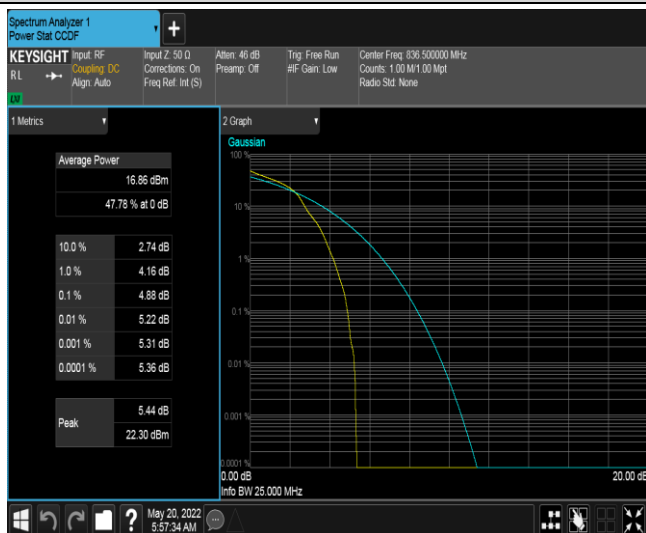 Spectrum Analyzer 1
Power Stat CCDF
+
KEYSIGHT
RL
LXI
Input: RF
Coupling: DC
Align: Auto
Input Z: 50 Ω
Corrections: On
Freq Ref: Int (S)
Atten: 46 dB
Preamp: Off
Trig: Free Run
#IF Gain: Low
Center Freq: 836.500000 MHz
Counts: 1.00 M/1.00 Mpt
Radio Std: None
1 Metrics
Average Power
16.86 dBm
47.78 % at 0 dB
10.0 % 2.74 dB
1.0 % 4.16 dB
0.1 % 4.88 dB
0.01 % 5.22 dB
0.001 % 5.31 dB
0.0001 % 5.36 dB
Peak
5.44 dB
22.30 dBm
2 Graph
Gaussian
100 %
10 %
1 %
0.1 %
0.01 %
0.001 %
0.0001 %
0.00 dB
20.00 dB
Info BW 25.000 MHz
?
May 20, 2022
5:57:34 AM